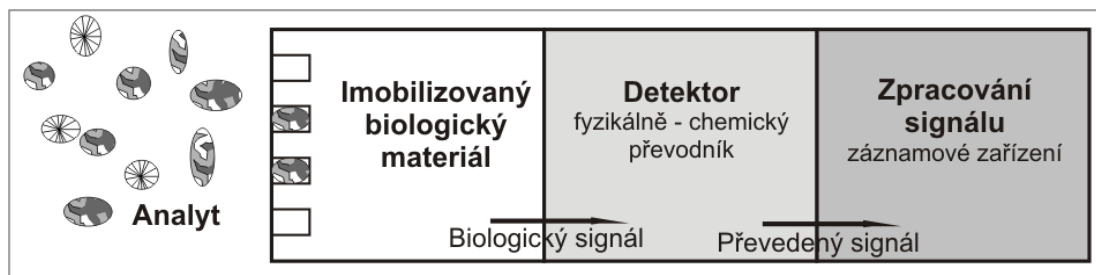 Analyt
Imobilizovaný
biologický
materiál
Detektor
fyzikálně - chemický
převodník
Zpracování
signálu
záznamové zařízení
Biologický signál
Převedený signál